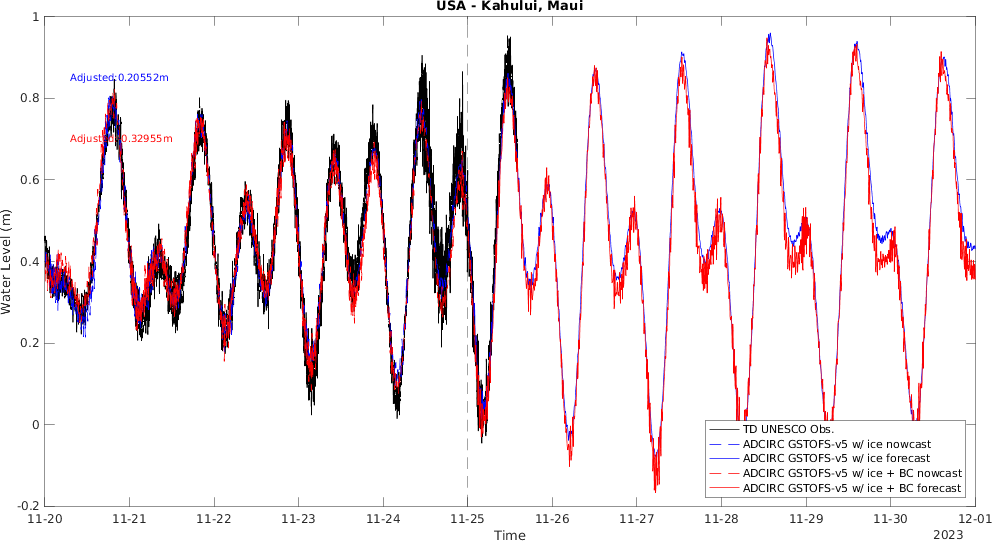 USA - Kahului, Maui
1
0.8
0.6
0.4
0.2
0
-0.2
Water Level (m)
Adjusted:0.20552m
Adjusted:0.32955m
TD UNESCO Obs.
ADCIRC GSTOFS-v5 w/ ice nowcast
ADCIRC GSTOFS-v5 w/ ice forecast
ADCIRC GSTOFS-v5 w/ ice + BC nowcast
ADCIRC GSTOFS-v5 w/ ice + BC forecast
11-20 11-21 11-22 11-23 11-24 11-25 11-26 11-27 11-28 11-29 11-30 12-01
Time
2023